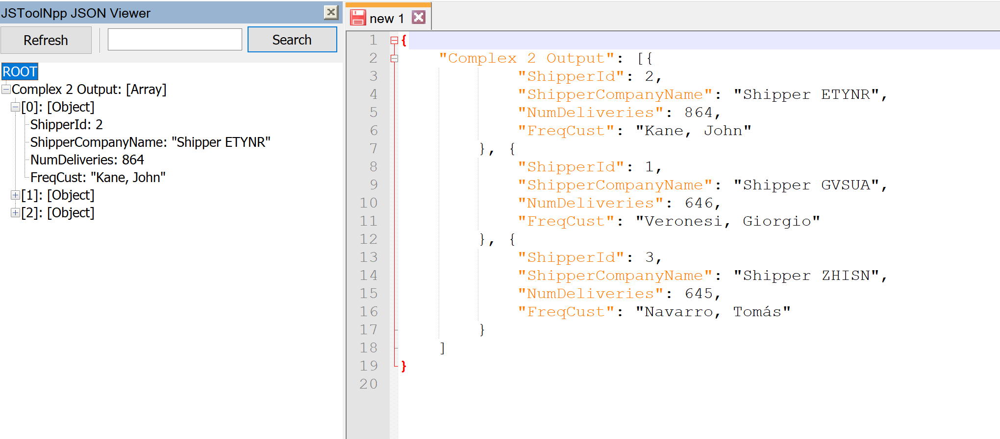 JSToolNpp JSON Viewer
Refresh
Search
ROOT
Complex 2 Output: [Array]
[0]: [Object]
ShipperId: 2
ShipperCompanyName: "Shipper ETYNR"
NumDeliveries: 864
FreqCust: "Kane, John"
[1]: [Object]
[2]: [Object]
new 1
1 {
2 "Complex 2 Output": [{
3 "ShipperId": 2,
4 "ShipperCompanyName": "Shipper ETYNR",
5 "NumDeliveries": 864,
6 "FreqCust": "Kane, John"
7 }, {
8 "ShipperId": 1,
9 "ShipperCompanyName": "Shipper GVSUA",
10 "NumDeliveries": 646,
11 "FreqCust": "Veronesi, Giorgio"
12 }, {
13 "ShipperId": 3,
14 "ShipperCompanyName": "Shipper ZHISN",
15 "NumDeliveries": 645,
16 "FreqCust": "Navarro, Tomás"
17 }
18 ]
19 }
20